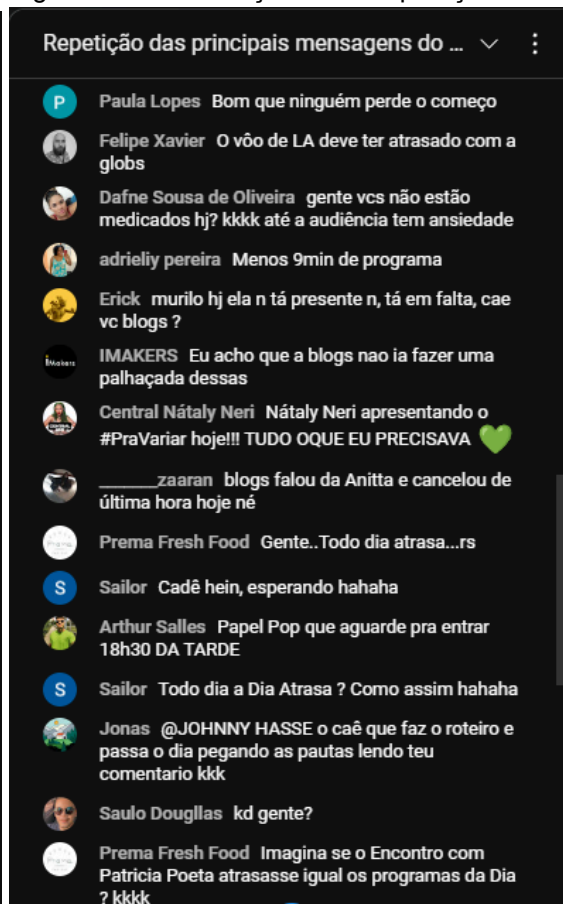 Repetição das principais mensagens do ...
P Paula Lopes Bom que ninguém perde o começo
Felipe Xavier O vôo de LA deve ter atrasado com a
globs
Dafne Sousa de Oliveira gente vcs não estão
medicados hj? kkkk até a audiência tem ansiedade
adrieliy pereira Menos 9min de programa
Erick murilo hj ela n tá presente n, tá em falta, cae
vc blogs ?
iMakers IMAKERS Eu acho que a blogs nao ia fazer uma
palhaçada dessas
Central Nátaly Neri Nátaly Neri apresentando o
#PraVariar hoje!!! TUDO OQUE EU PRECISAVA 💚
_______zaaran blogs falou da Anitta e cancelou de
última hora hoje né
Prema Fresh Food Gente..Todo dia atrasa...rs
S Sailor Cadê hein, esperando hahaha
Arthur Salles Papel Pop que aguarde pra entrar
18h30 DA TARDE
S Sailor Todo dia a Dia Atrasa ? Como assim hahaha
Jonas @JOHNNY HASSE o caê que faz o roteiro e
passa o dia pegando as pautas lendo teu
comentario kkk
Saulo Dougllas kd gente?
Prema Fresh Food Imagina se o Encontro com
Patricia Poeta atrasasse igual os programas da Dia
? kkkk